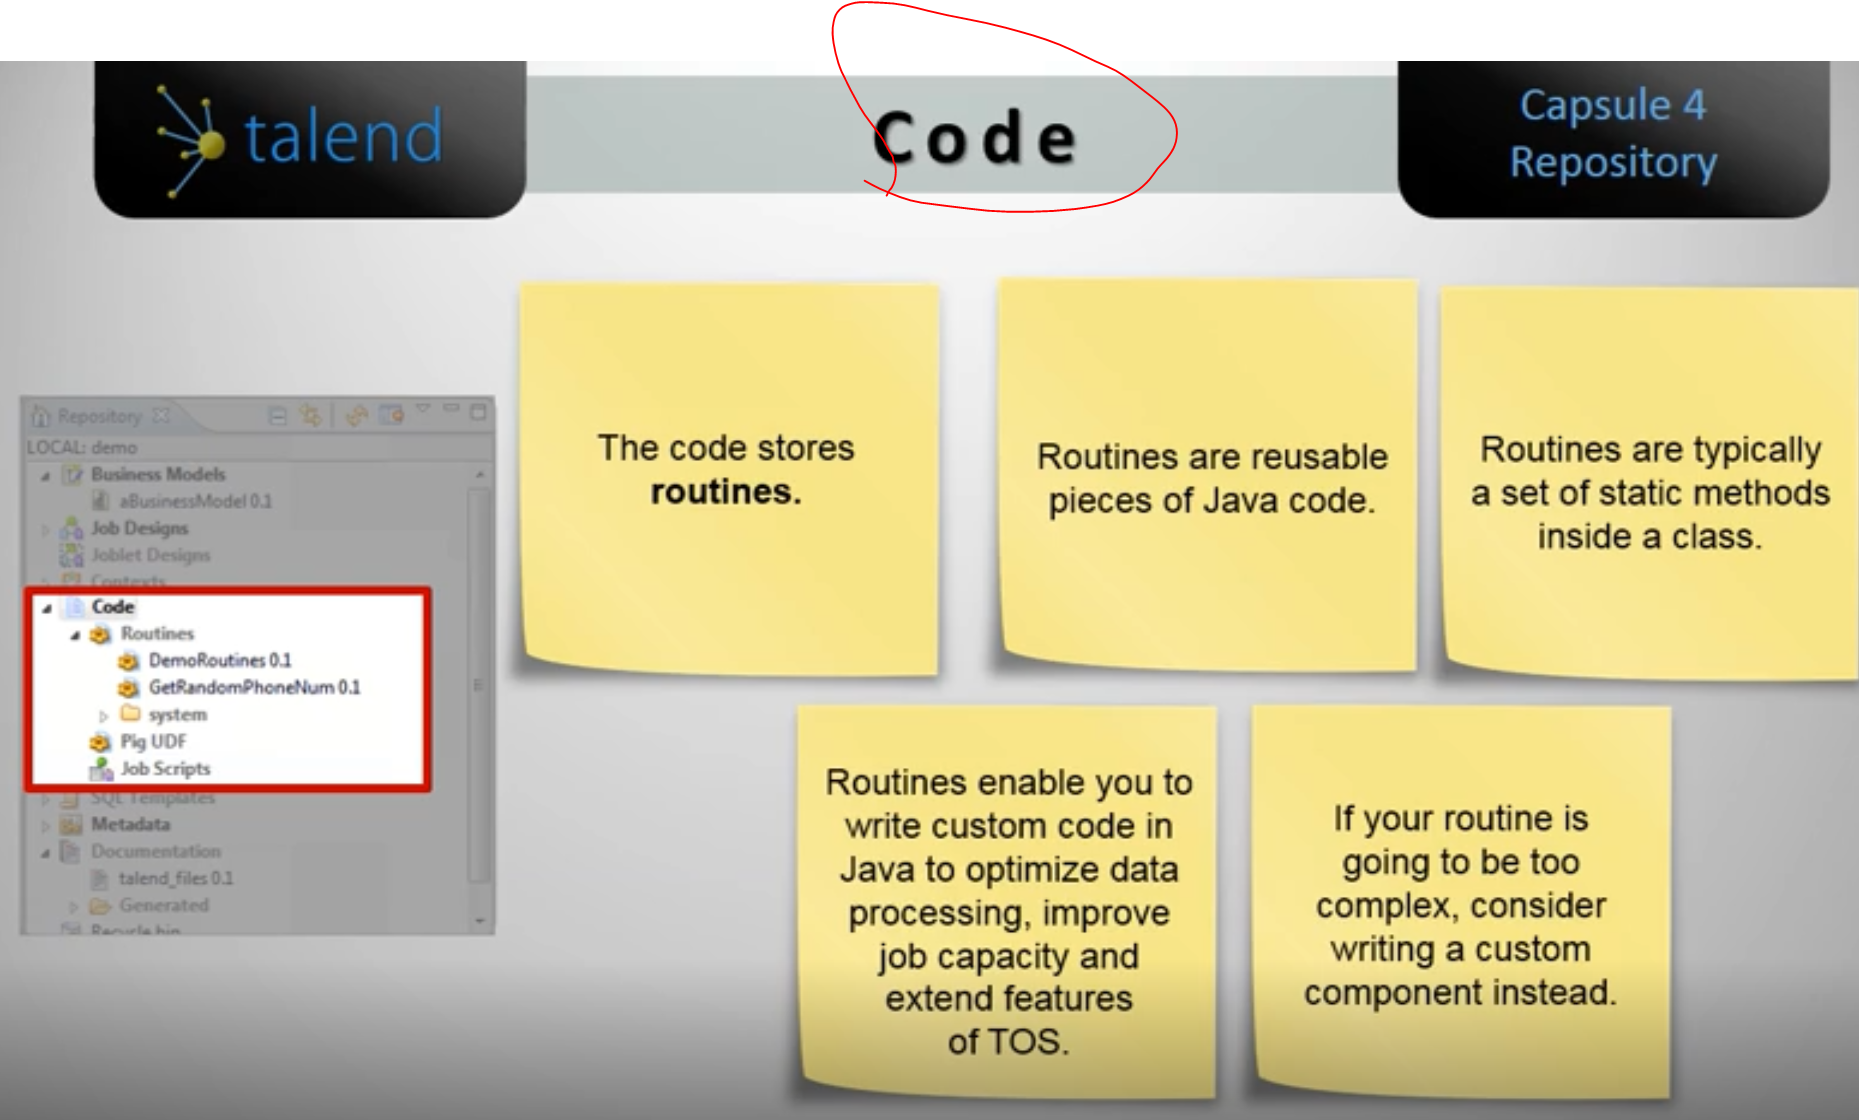 talend
Code
Capsule 4
Repository
The code stores
routines.
Routines are reusable
pieces of Java code.
Routines are typically
a set of static methods
inside a class.
Repository
LOCAL: demo
Business Models
aBusinessModel 0.1
Job Designs
Joblet Designs
Contexts
Code
Routines
DemoRoutines 0.1
GetRandomPhoneNum 0.1
system
Pig UDF
Job Scripts
SQL Templates
Metadata
Documentation
talend_files 0.1
Generated
Recycle bin
Routines enable you to
write custom code in
Java to optimize data
processing, improve
job capacity and
extend features
of TOS.
If your routine is
going to be too
complex, consider
writing a custom
component instead.